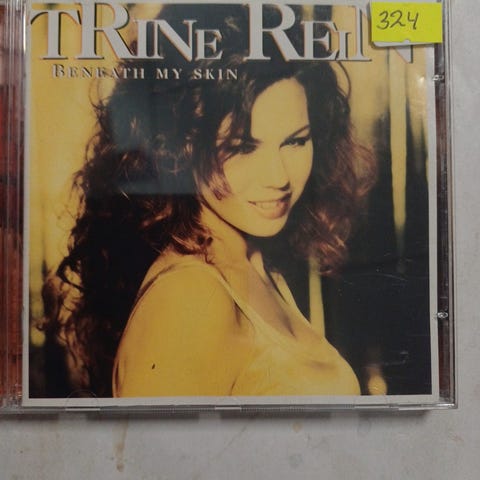 TRINE REIN
BENEATH MY SKIN
324